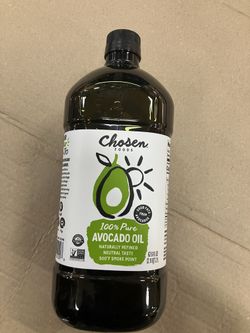 Chosen
FOODS
100% Pure
AVOCADO OIL
NATURALLY REFINED
NEUTRAL TASTE
500°F SMOKE POINT